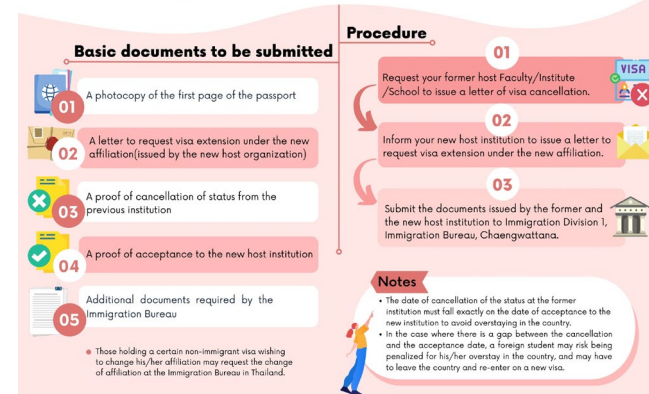 Basic documents to be submitted
01
A photocopy of the first page of the passport
02
A letter to request visa extension under the new
affiliation(issued by the new host organization)
03
A proof of cancellation of status from the
previous institution
04
A proof of acceptance to the new host institution
05
Additional documents required by the
Immigration Bureau
Those holding a certain non-immigrant visa wishing
to change his/her affiliation may request the change
of affiliation at the Immigration Bureau in Thailand.
Procedure
01
Request your former host Faculty/Institute
/School to issue a letter of visa cancellation.
VISA
02
Inform your new host institution to issue a letter to
request visa extension under the new affiliation.
03
Submit the documents issued by the former and
the new host institution to Immigration Division 1,
Immigration Bureau, Chaengwattana.
Notes
• The date of cancellation of the status at the former
institution must fall exactly on the date of acceptance to the
new institution to avoid overstaying in the country.
• In the case where there is a gap between the cancellation
and the acceptance date, a foreign student may risk being
penalized for his/her overstay in the country, and may have
to leave the country and re-enter on a new visa.